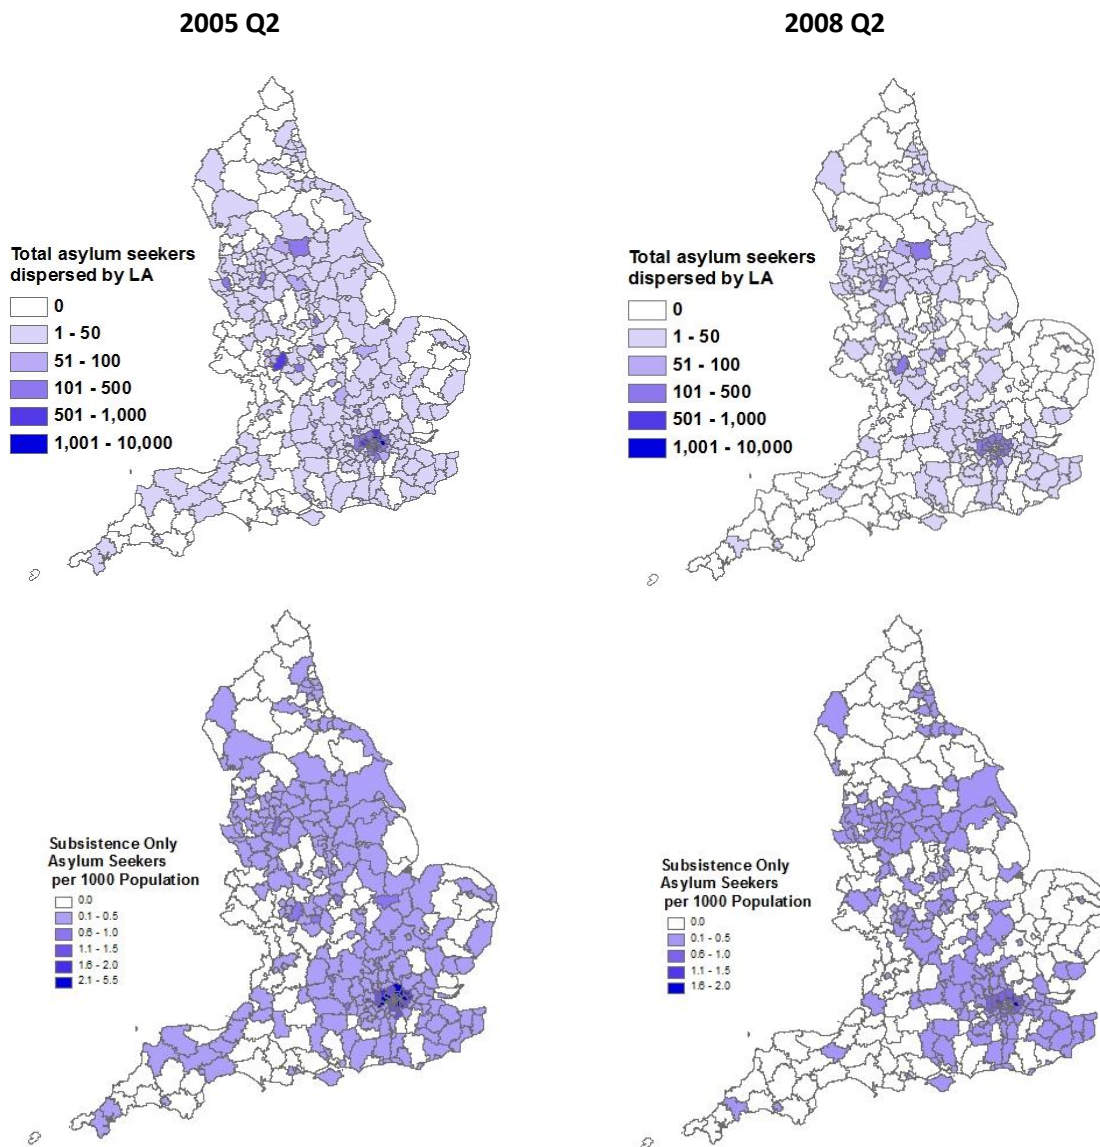 2005 Q2
2008 Q2
Total asylum seekers
dispersed by LA
0
1 - 50
51 - 100
101 - 500
501 - 1,000
1,001 - 10,000
Total asylum seekers
dispersed by LA
0
1 - 50
51 - 100
101 - 500
501 - 1,000
1,001 - 10,000
Subsistence Only
Asylum Seekers
per 1000 Population
0.0
0.1 - 0.5
0.6 - 1.0
1.1 - 1.5
1.6 - 2.0
2.1 - 5.5
Subsistence Only
Asylum Seekers
per 1000 Population
0.0
0.1 - 0.5
0.6 - 1.0
1.1 - 1.5
1.6 - 2.0